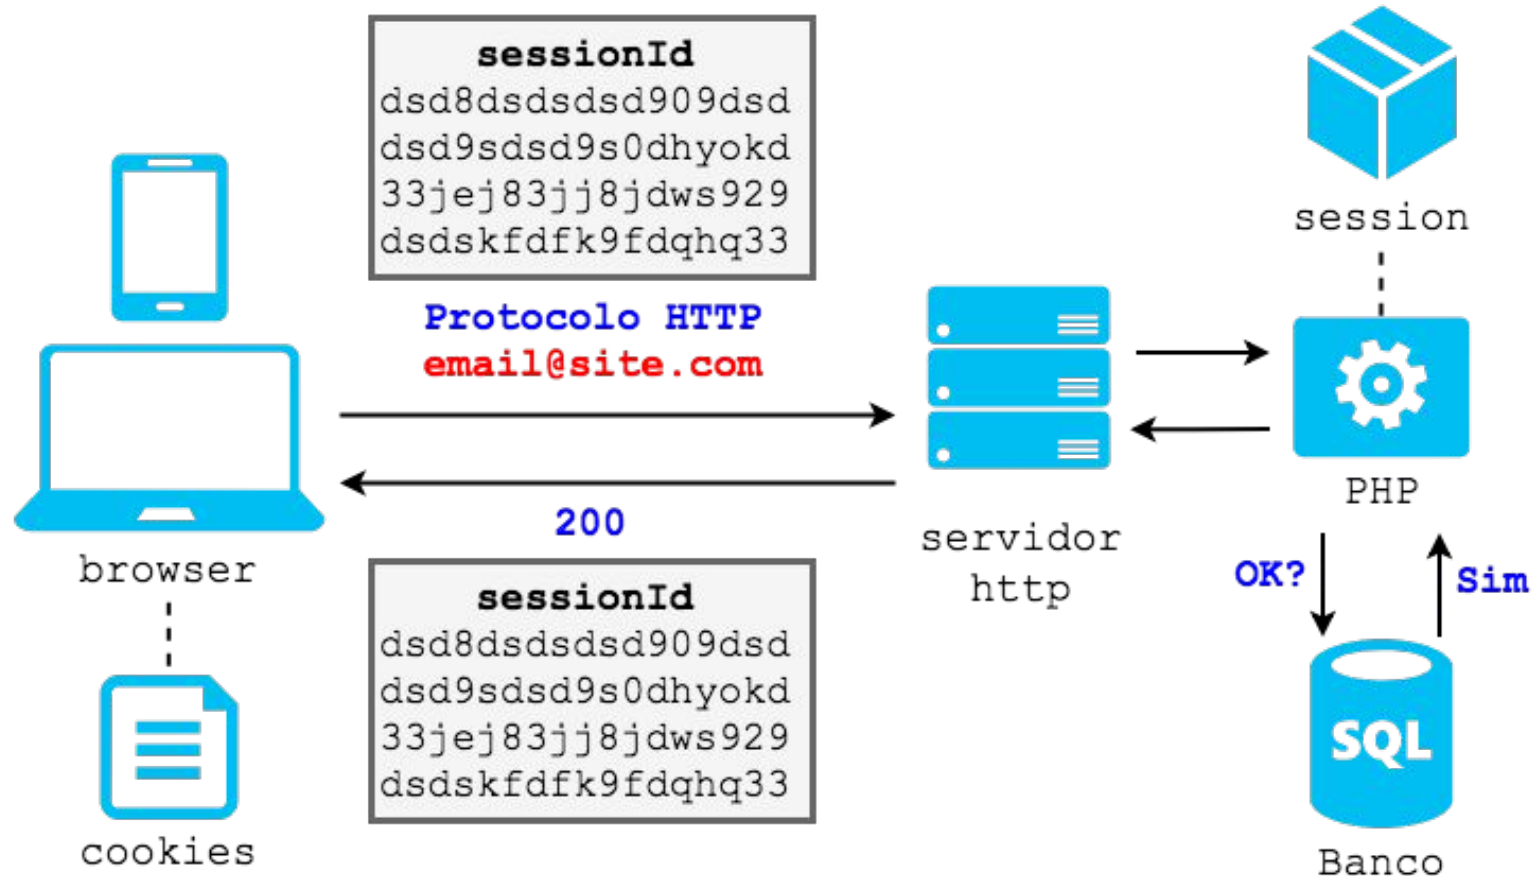 sessionId
dsd8dsdsdsd909dsd
dsd9sdsd9s0dhyokd
33jej83jj8jdws929
dsdskfdfk9fdqhq33
session
Protocolo HTTP
email@site.com
PHP
200
servidor
http
browser
OK?
Sim
sessionId
dsd8dsdsdsd909dsd
dsd9sdsd9s0dhyokd
33jej83jj8jdws929
dsdskfdfk9fdqhq33
SQL
cookies
Banco